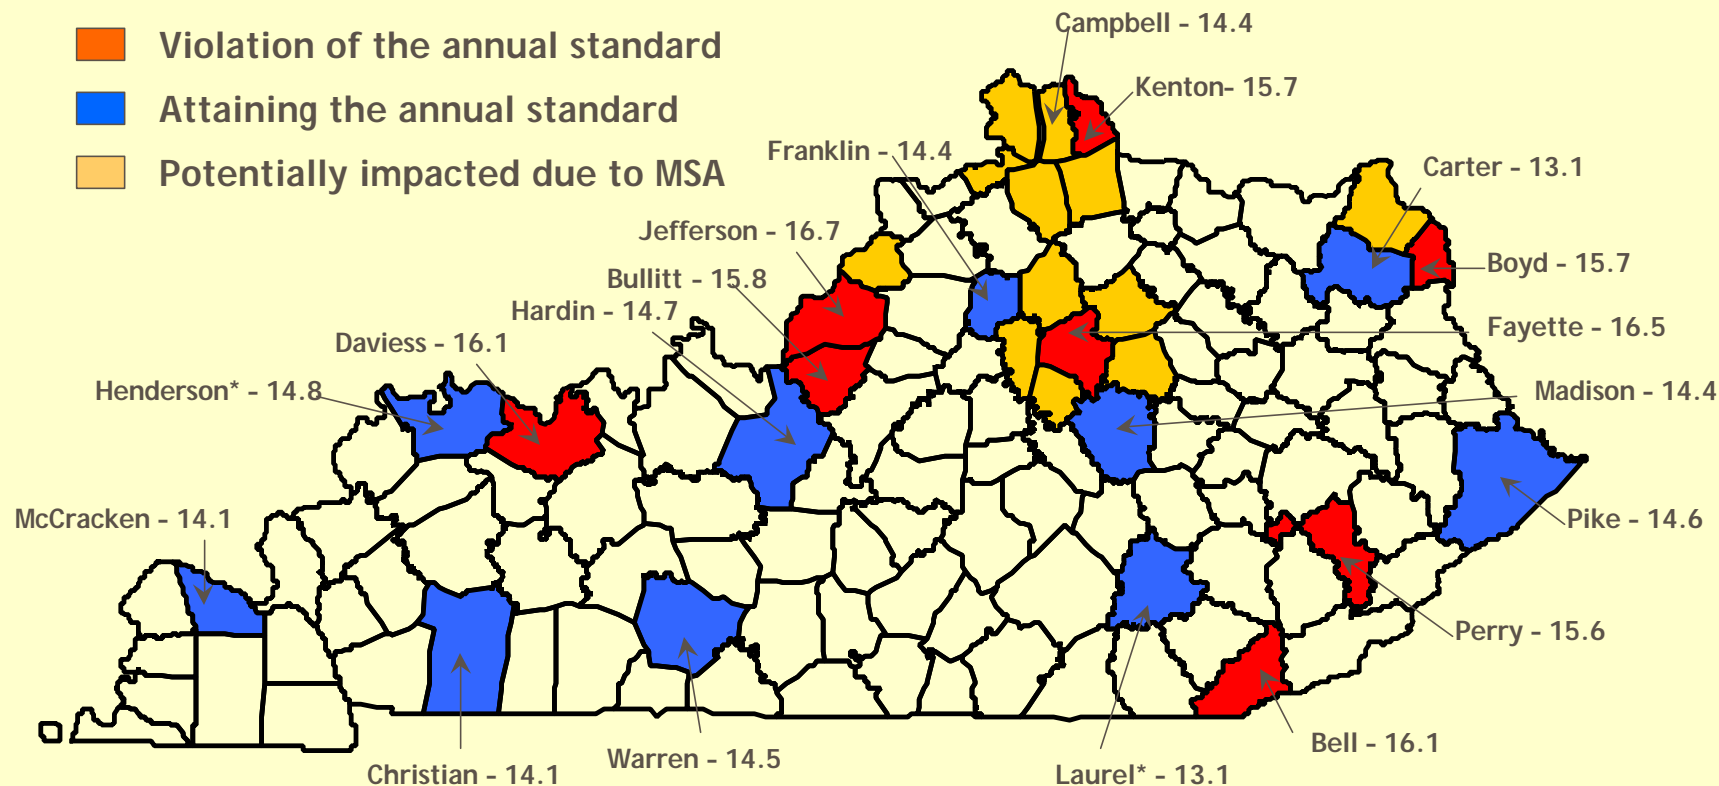 Violation of the annual standard
Attaining the annual standard
Potentially impacted due to MSA
Campbell - 14.4
Kenton- 15.7
Franklin - 14.4
Carter - 13.1
Jefferson - 16.7
Bullitt - 15.8
Boyd - 15.7
Hardin - 14.7
Fayette - 16.5
Daviess - 16.1
Henderson* - 14.8
Madison - 14.4
McCracken - 14.1
Pike - 14.6
Perry - 15.6
Bell - 16.1
Warren - 14.5
Christian - 14.1
Laurel* - 13.1